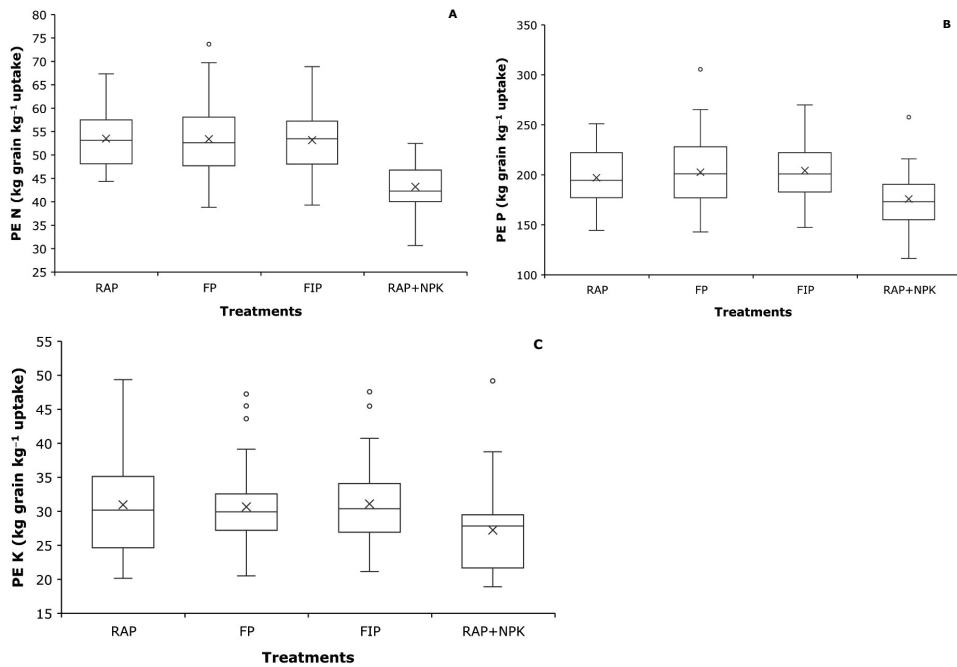 A
PE N (kg grain kg⁻¹ uptake)
80
75
70
65
60
55
50
45
40
35
30
25
RAP FP FIP RAP+NPK
Treatments
B
PE P (kg grain kg⁻¹ uptake)
350
300
250
200
150
100
RAP FP FIP RAP+NPK
Treatments
C
PE K (kg grain kg⁻¹ uptake)
55
50
45
40
35
30
25
20
15
RAP FP FIP RAP+NPK
Treatments